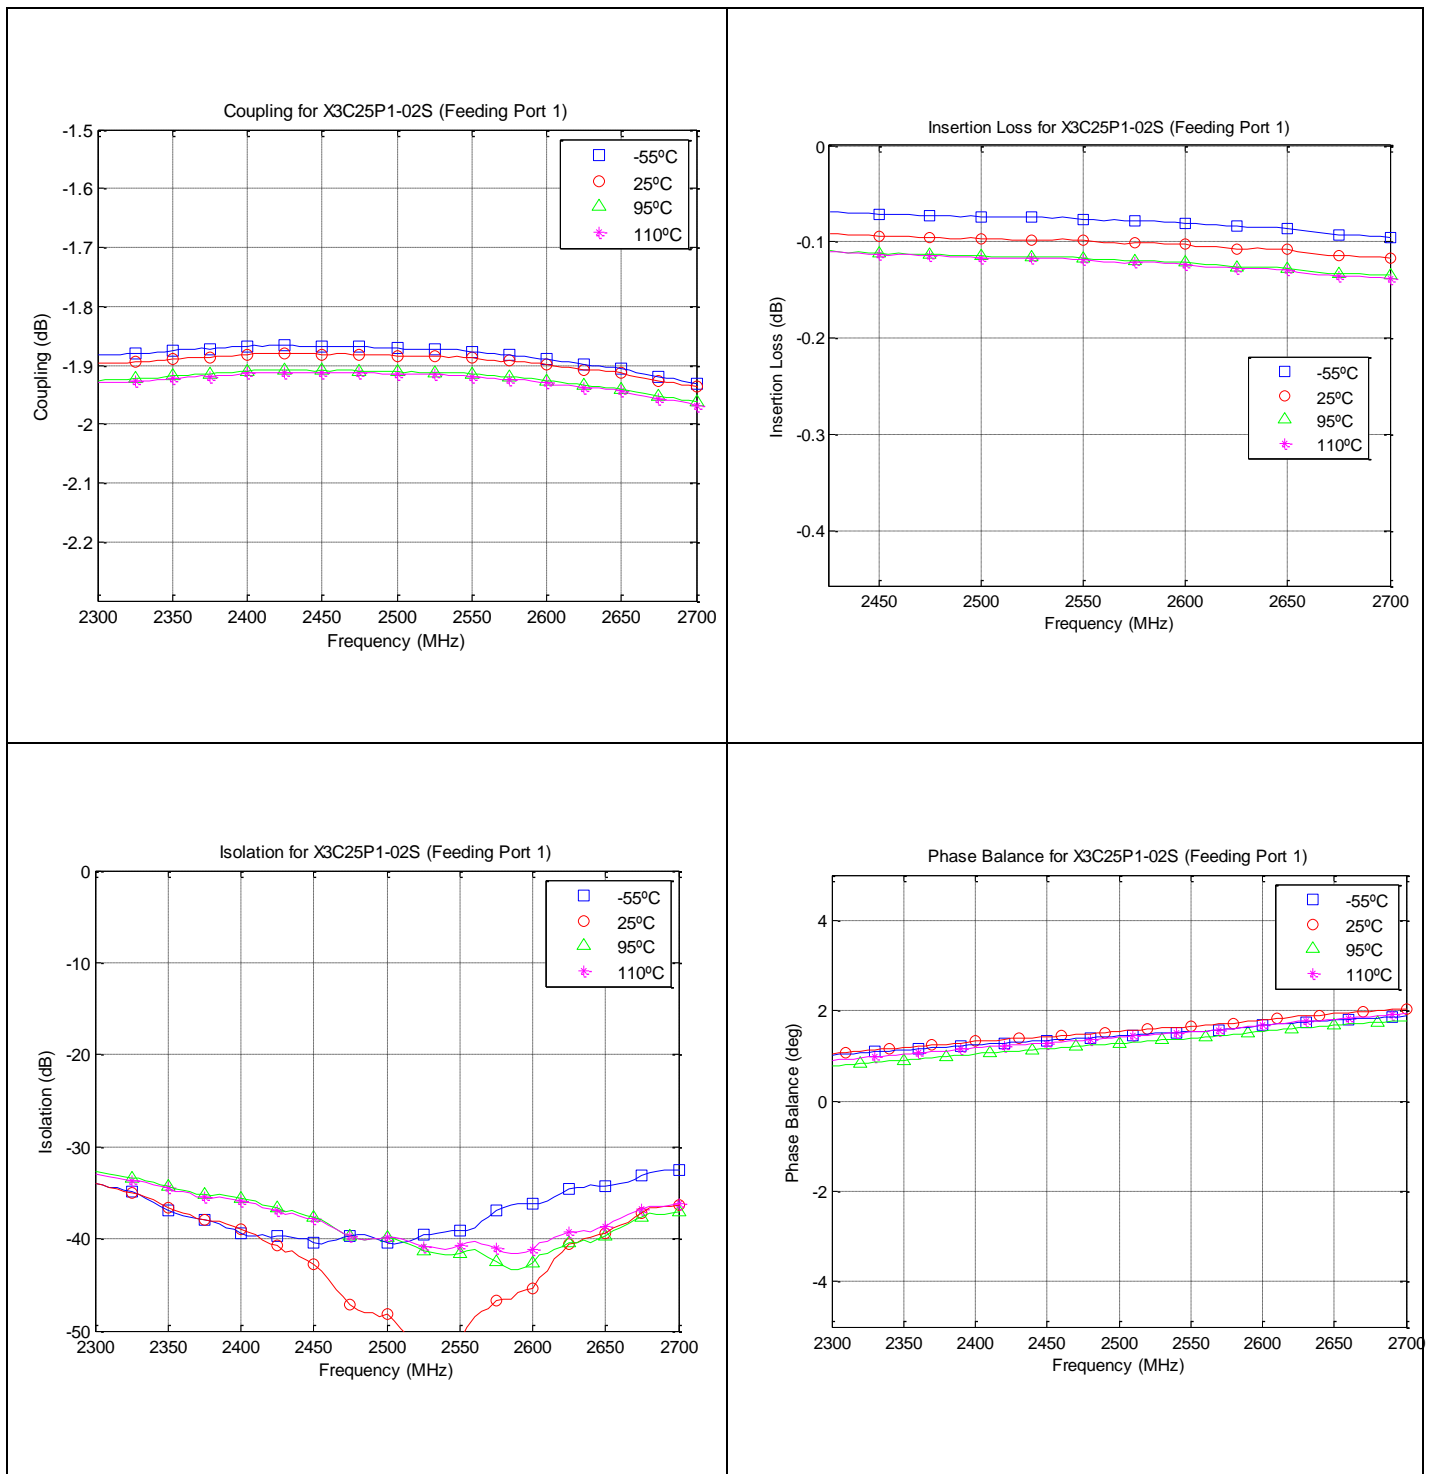 Coupling for X3C25P1-02S (Feeding Port 1)
-1.5
-1.6
-1.7
-1.8
-1.9
-2
-2.1
-2.2
Coupling (dB)
-55ºC
25ºC
95ºC
110ºC
2300 2350 2400 2450 2500 2550 2600 2650 2700
Frequency (MHz)
Insertion Loss for X3C25P1-02S (Feeding Port 1)
0
-0.1
-0.2
-0.3
-0.4
Insertion Loss (dB)
-55ºC
25ºC
95ºC
110ºC
2450 2500 2550 2600 2650 2700
Frequency (MHz)
Isolation for X3C25P1-02S (Feeding Port 1)
0
-10
-20
-30
-40
-50
Isolation (dB)
-55ºC
25ºC
95ºC
110ºC
2300 2350 2400 2450 2500 2550 2600 2650 2700
Frequency (MHz)
Phase Balance for X3C25P1-02S (Feeding Port 1)
4
2
0
-2
-4
Phase Balance (deg)
-55ºC
25ºC
95ºC
110ºC
2300 2350 2400 2450 2500 2550 2600 2650 2700
Frequency (MHz)